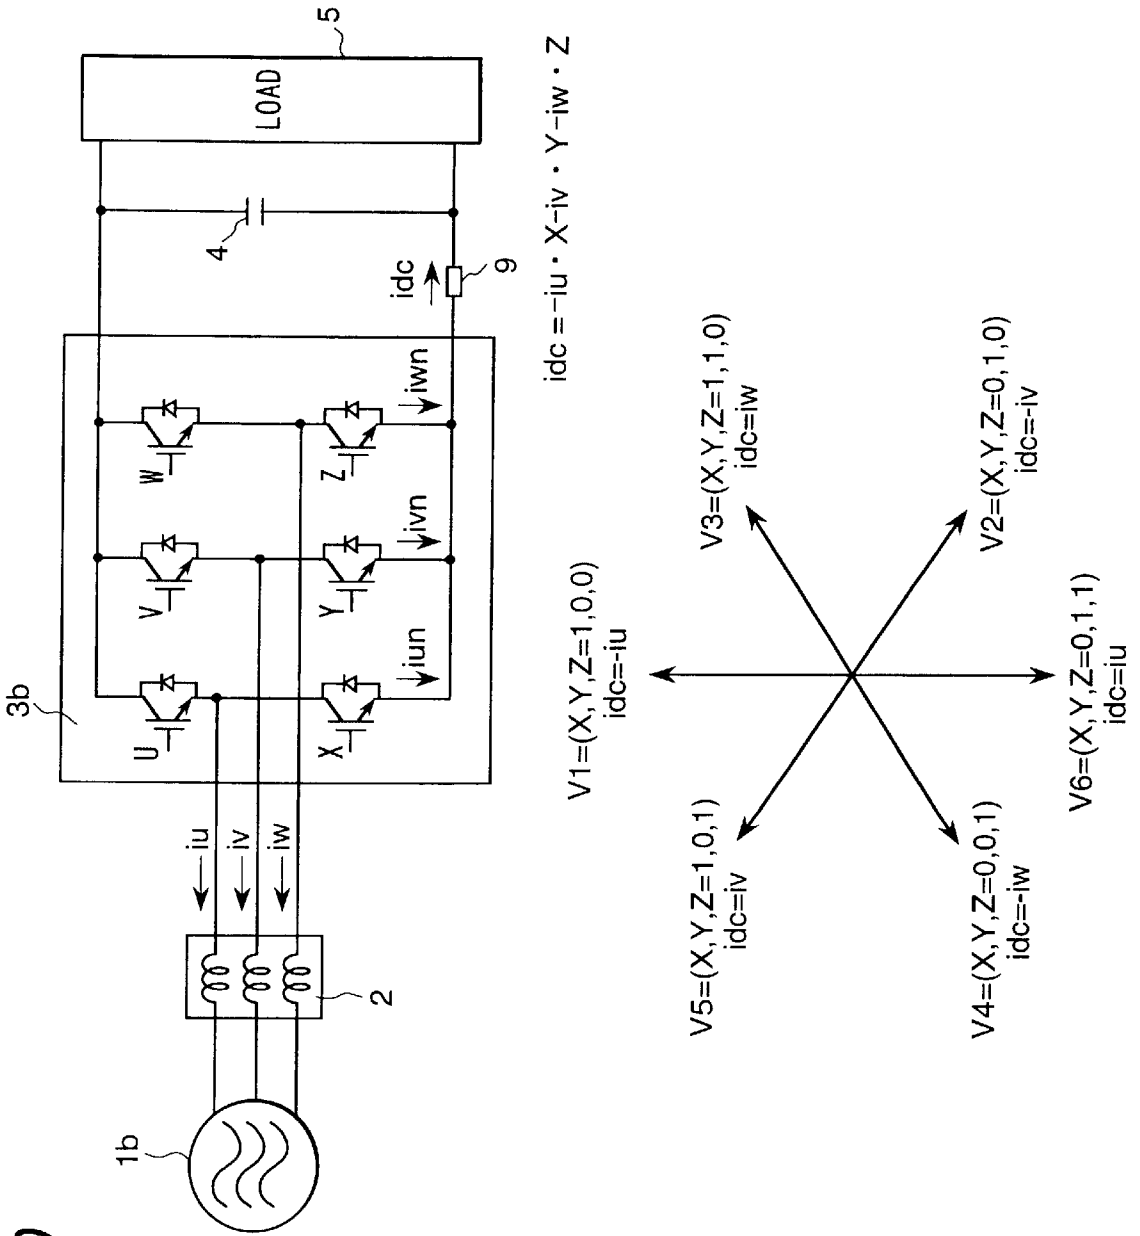 3b
1b
2
iu
iv
iw
U
V
W
X
Y
Z
iun
ivn
iwn
idc
9
4
LOAD
5
idc =-iu · X-iv · Y-iw · Z
V1=(X,Y,Z=1,0,0)
idc=-iu
V5=(X,Y,Z=1,0,1)
idc=iv
V3=(X,Y,Z=1,1,0)
idc=iw
V4=(X,Y,Z=0,0,1)
idc=-iw
V2=(X,Y,Z=0,1,0)
idc=-iv
V6=(X,Y,Z=0,1,1)
idc=iu